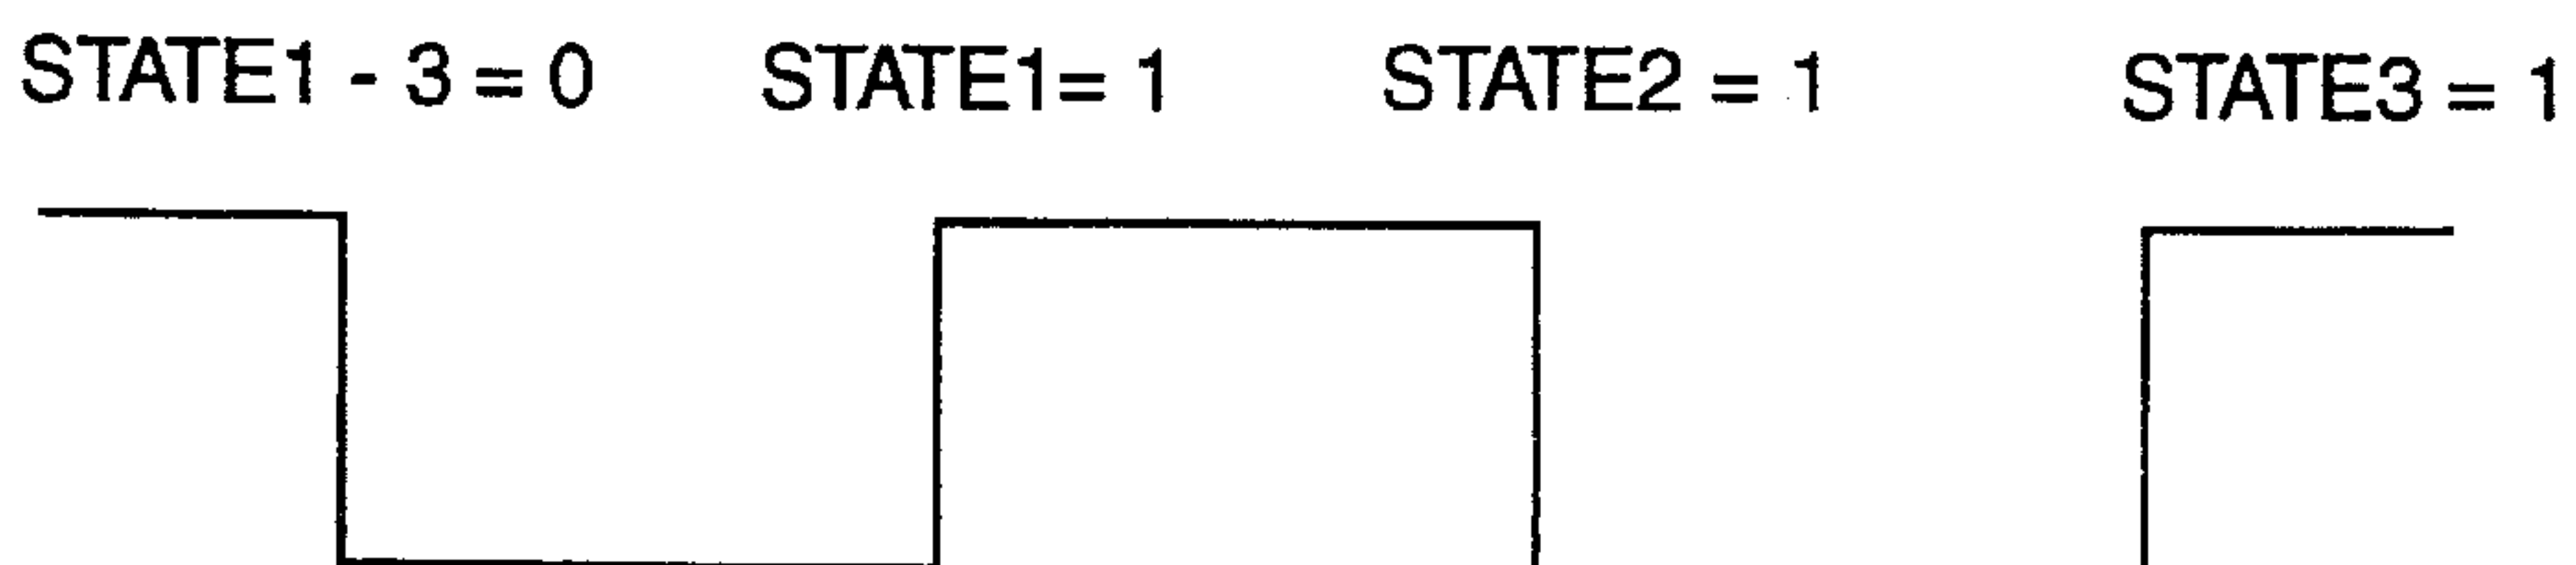 STATE1 - 3 = 0 STATE1= 1 STATE2 = 1 STATE3 = 1